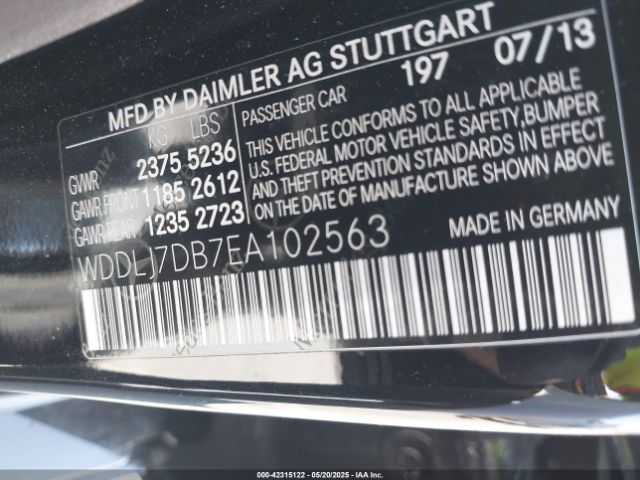 MFD BY DAIMLER AG STUTTGART
KG LBS
GVWR 2375 5236
GAWR FRONT 1185 2612
GAWR REAR 1235 2723
PASSENGER CAR 197 07/13
THIS VEHICLE CONFORMS TO ALL APPLICABLE
U.S. FEDERAL MOTOR VEHICLE SAFETY, BUMPER
AND THEFT PREVENTION STANDARDS IN EFFECT
ON THE DATE OF MANUFACTURE SHOWN ABOVE
WDDLJ7DB7EA102563
MADE IN GERMANY
000-42315122 — 05/20/2025 — IAA Inc.